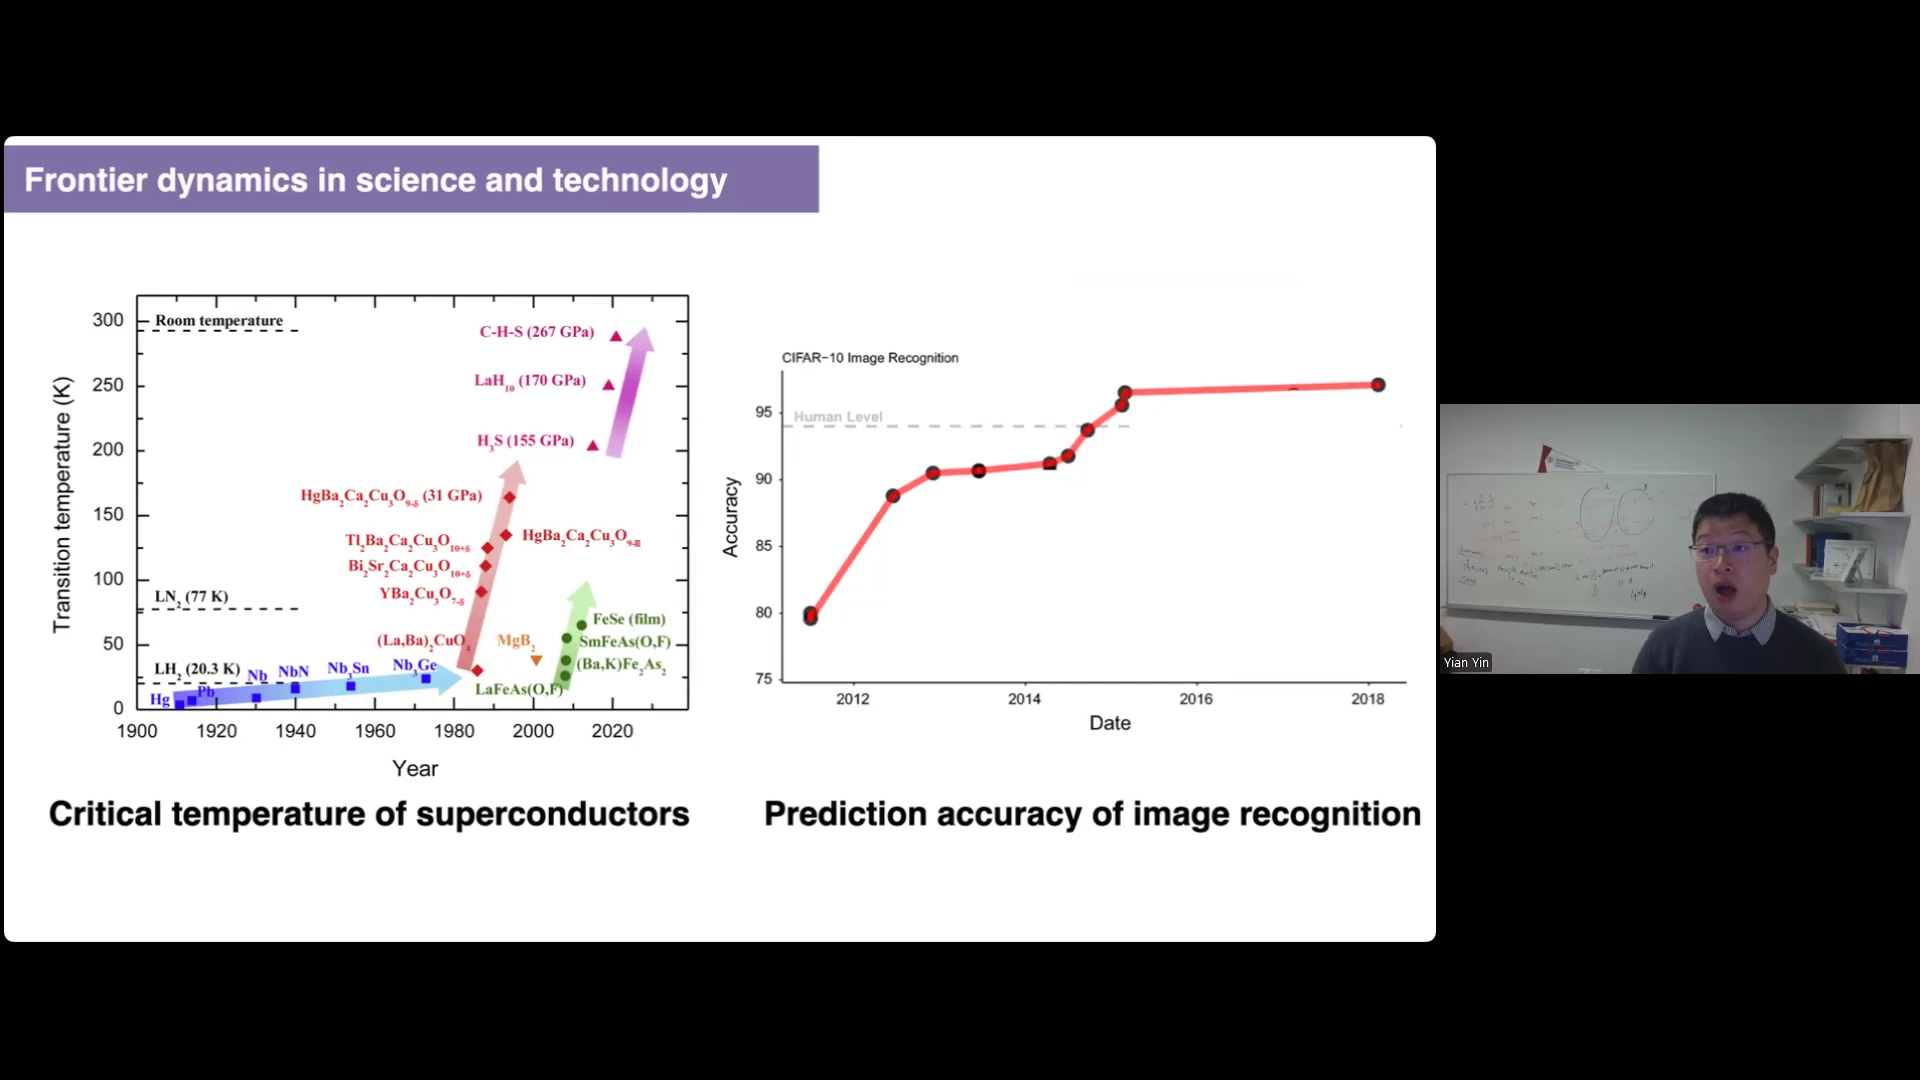 Frontier dynamics in science and technology
300
250
200
150
100
50
0
Transition temperature (K)
Room temperature
LN2 (77 K)
LH2 (20.3 K)
C-H-S (267 GPa)
LaH10 (170 GPa)
H3S (155 GPa)
HgBa2Ca2Cu3O9-δ (31 GPa)
HgBa2Ca2Cu3O9-δ
Tl2Ba2Ca2Cu3O10+δ
Bi2Sr2Ca2Cu3O10+δ
YBa2Cu3O7-δ
(La,Ba)2CuO4
MgB2
FeSe (film)
SmFeAs(O,F)
(Ba,K)Fe2As2
LaFeAs(O,F)
Hg
Pb
Nb
NbN
Nb3Sn
Nb3Ge
1900 1920 1940 1960 1980 2000 2020
Year
Critical temperature of superconductors
CIFAR-10 Image Recognition
Human Level
95
90
85
80
75
Accuracy
2012 2014 2016 2018
Date
Prediction accuracy of image recognition
Yian Yin